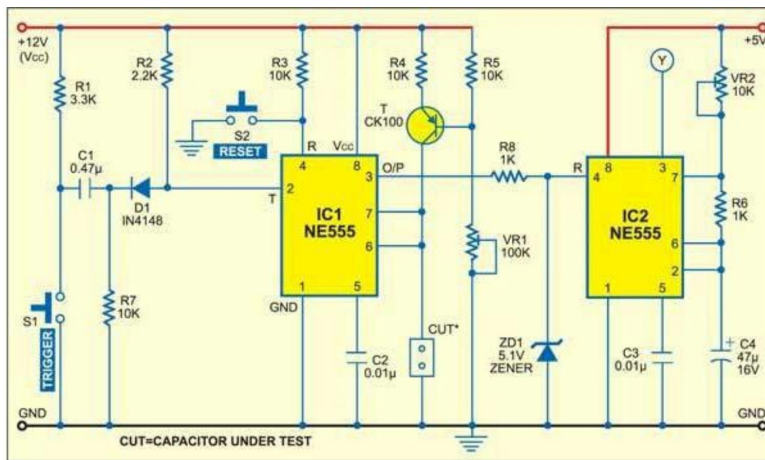 +12V
(Vcc)
R1
3.3K
R2
2.2K
R3
10K
R4
10K
R5
10K
+5V
VR2
10K
Y
T
CK100
S2
RESET
C1
0.47µ
D1
IN4148
R Vcc
4 8
O/P
3
2
T
IC1
NE555
7
6
1 5
GND
R8
1K
R
4 8 3
7
IC2
NE555
6
2
1 5
R6
1K
VR1
100K
S1
TRIGGER
R7
10K
C2
0.01µ
CUT*
ZD1
5.1V
ZENER
C3
0.01µ
+
C4
47µ
16V
GND
GND
CUT=CAPACITOR UNDER TEST